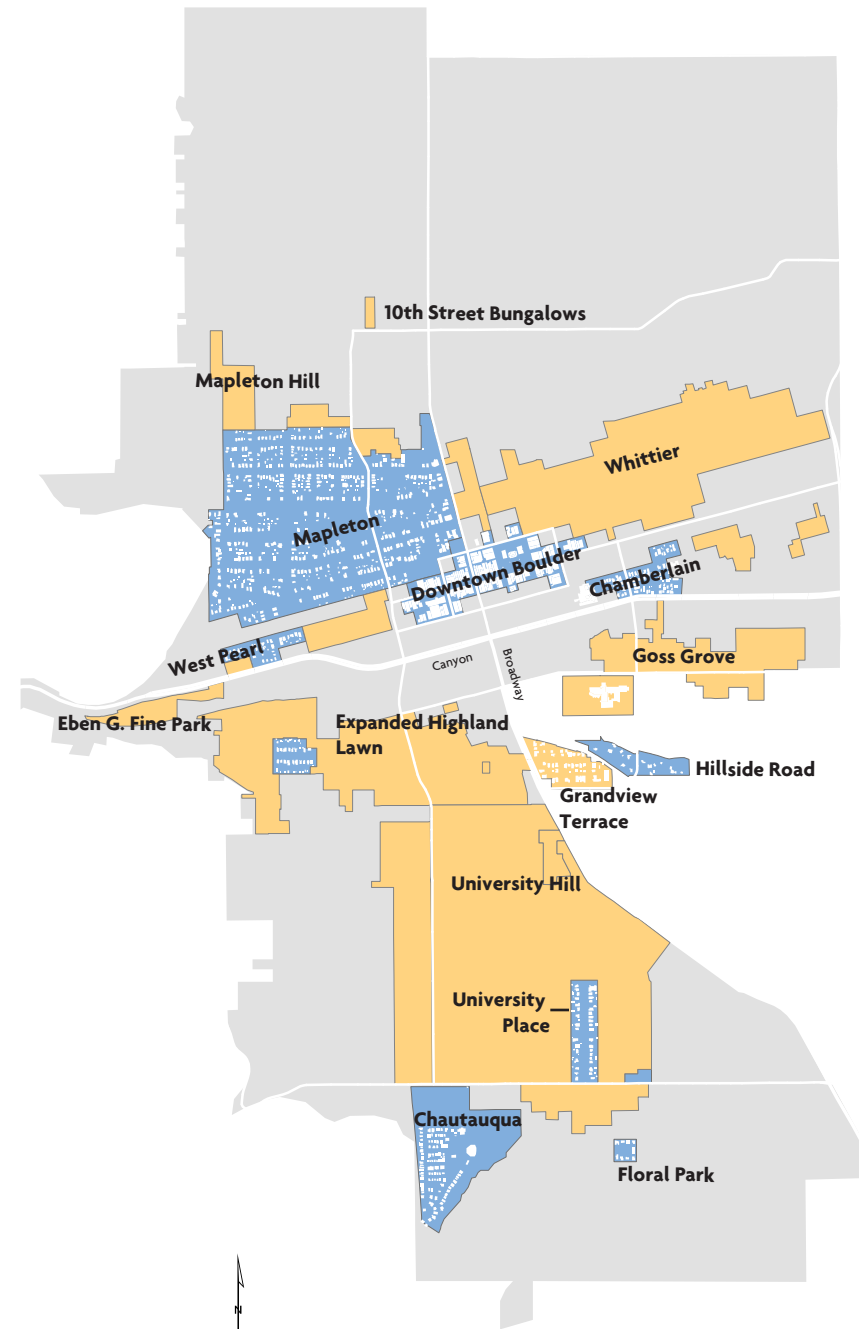 10th Street Bungalows
Mapleton Hill
Whittier
Mapleton
Downtown Boulder
Chamberlain
West Pearl
Canyon
Broadway
Goss Grove
Eben G. Fine Park
Expanded Highland
Lawn
Hillside Road
Grandview
Terrace
University Hill
University
Place
Chautauqua
Floral Park
N